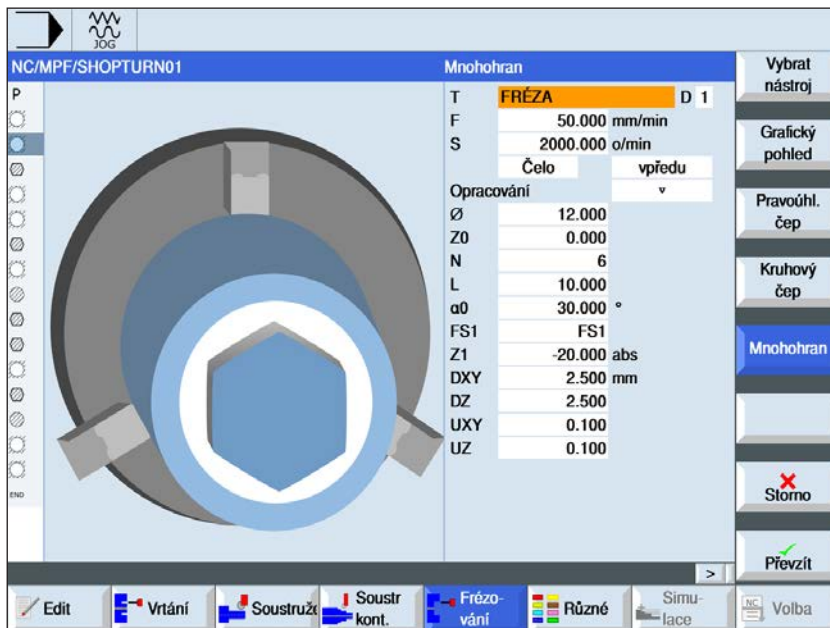 JOG
NC/MPF/SHOPTURN01
Mnohohran
P
END
T FRÉZA D 1
F 50.000 mm/min
S 2000.000 o/min
Čelo vpředu
Opracování ▿
Ø 12.000
Z0 0.000
N 6
L 10.000
α0 30.000 °
FS1 FS1
Z1 -20.000 abs
DXY 2.500 mm
DZ 2.500
UXY 0.100
UZ 0.100
Vybrat
nástroj
Grafický
pohled
Pravoúhl.
čep
Kruhový
čep
Mnohohran
Storno
Převzít
>
Edit
Vrtání
Soustruž
Soustr
kont.
Frézo-
vání
Různé
Simu-
lace
NC
Volba